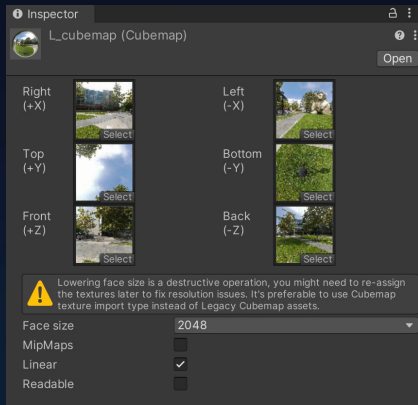 Inspector
L_cubemap (Cubemap)
Open
Right
(+X)
Select
Left
(-X)
Select
Top
(+Y)
Select
Bottom
(-Y)
Select
Front
(+Z)
Select
Back
(-Z)
Select
Lowering face size is a destructive operation, you might need to re-assign
the textures later to fix resolution issues. It's preferable to use Cubemap
texture import type instead of Legacy Cubemap assets.
Face size 2048
MipMaps
Linear
Readable